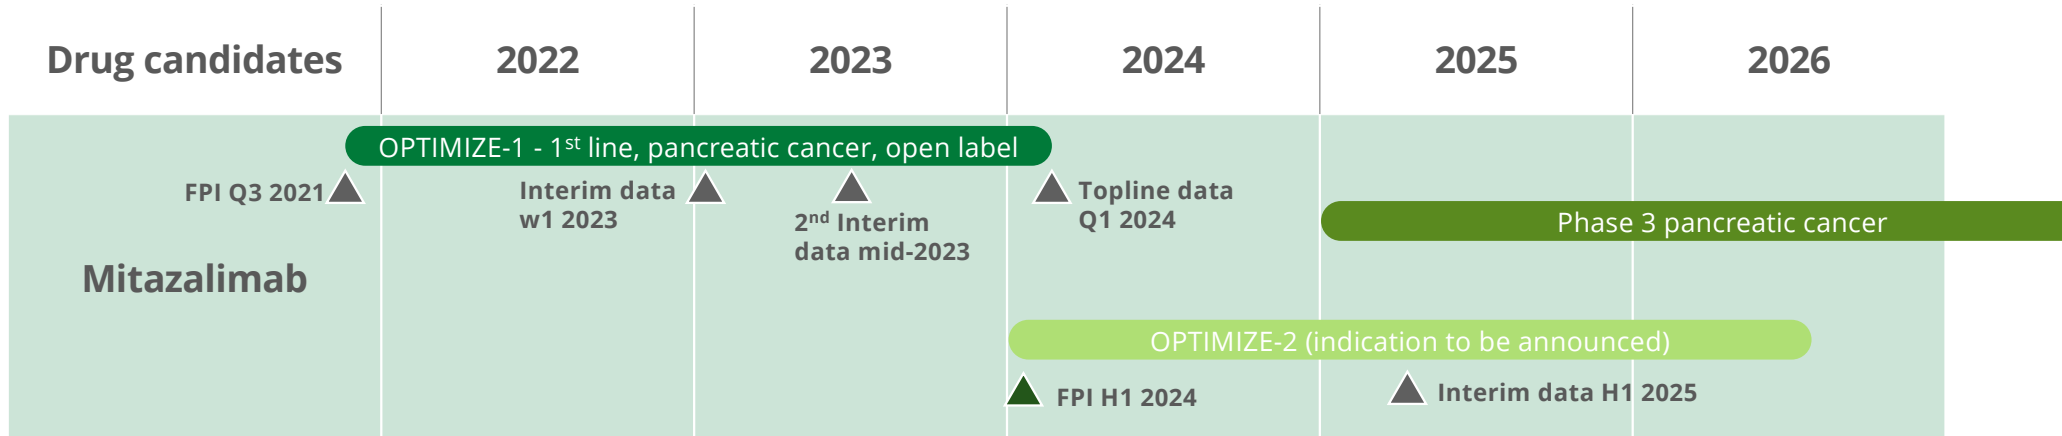 Drug candidates 2022 2023 2024 2025 2026
OPTIMIZE-1 - 1st line, pancreatic cancer, open label
FPI Q3 2021
Interim data
w1 2023
2nd Interim
data mid-2023
Topline data
Q1 2024
Phase 3 pancreatic cancer
Mitazalimab
OPTIMIZE-2 (indication to be announced)
FPI H1 2024
Interim data H1 2025